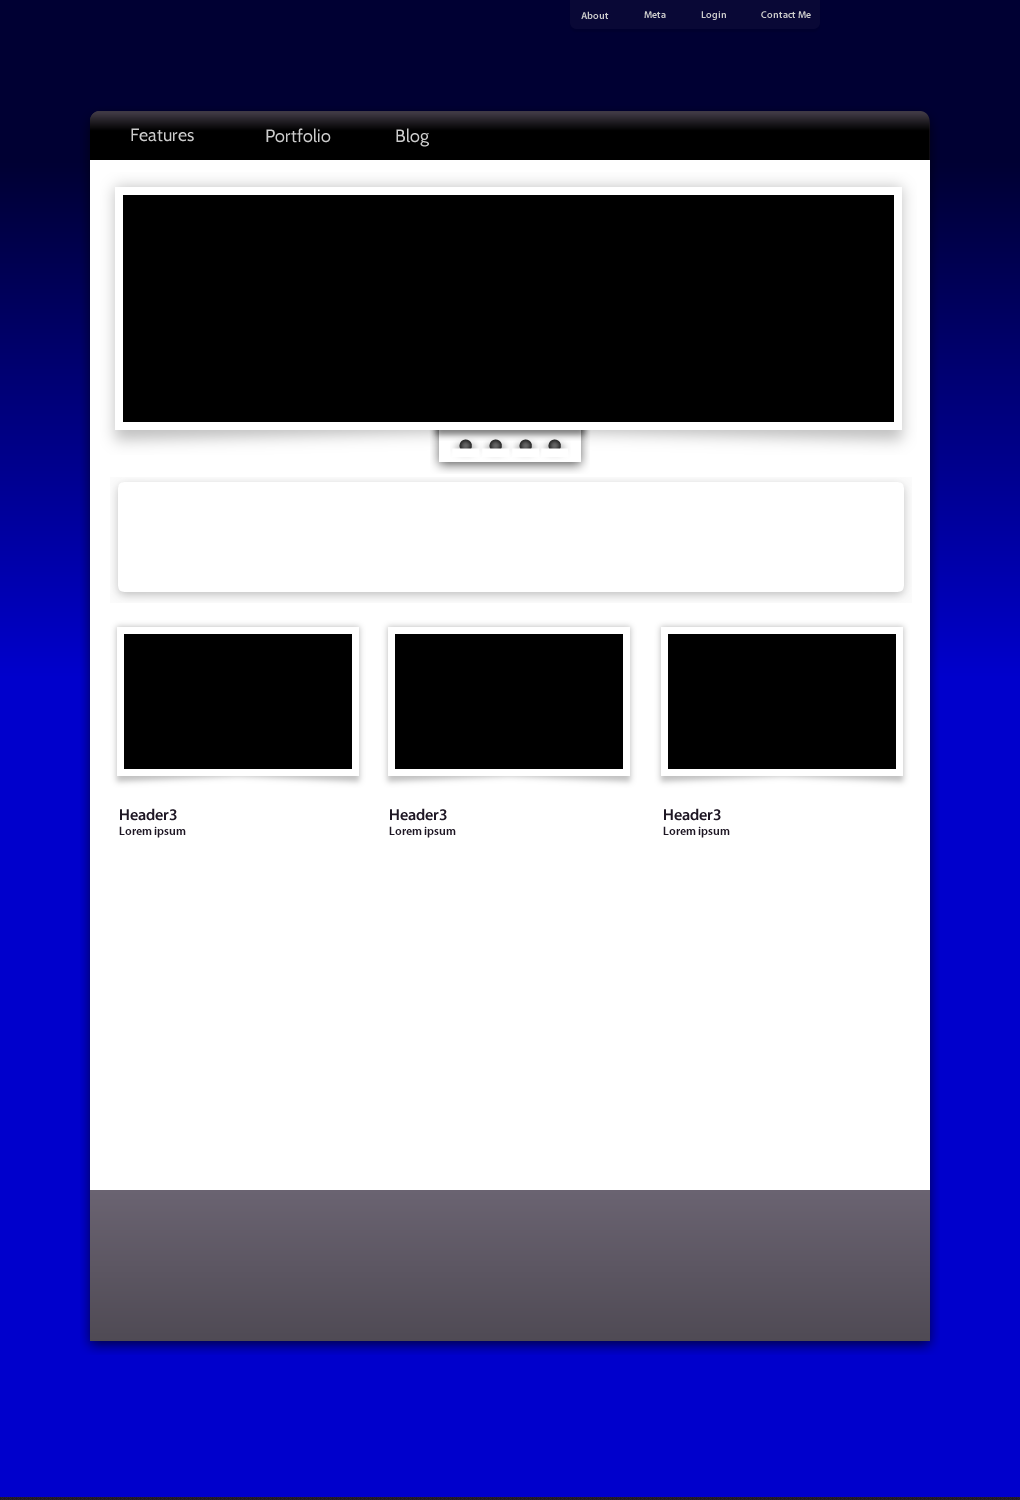 About Meta Login Contact Me
Features Portfolio Blog
Header3 Header3 Header3
Lorem ipsum Lorem ipsum Lorem ipsum